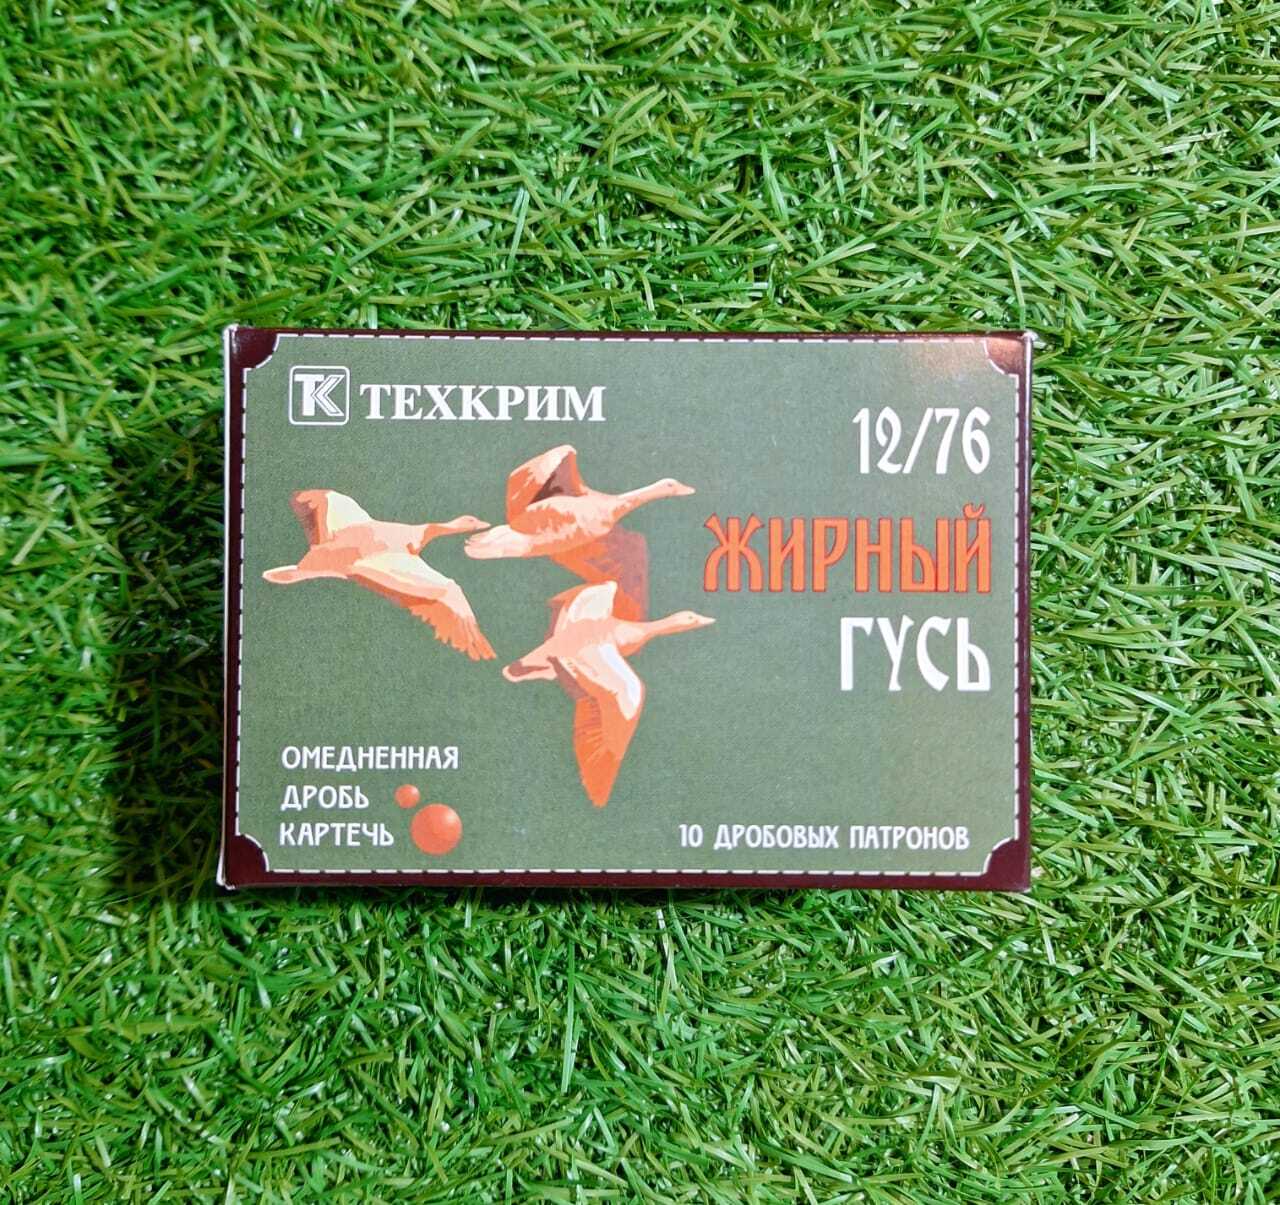 ТК ТЕХКРИМ
12/76
ЖИРНЫЙ
ГУСЬ
ОМЕДНЕННАЯ
ДРОБЬ
КАРТЕЧЬ
10 ДРОБОВЫХ ПАТРОНОВ